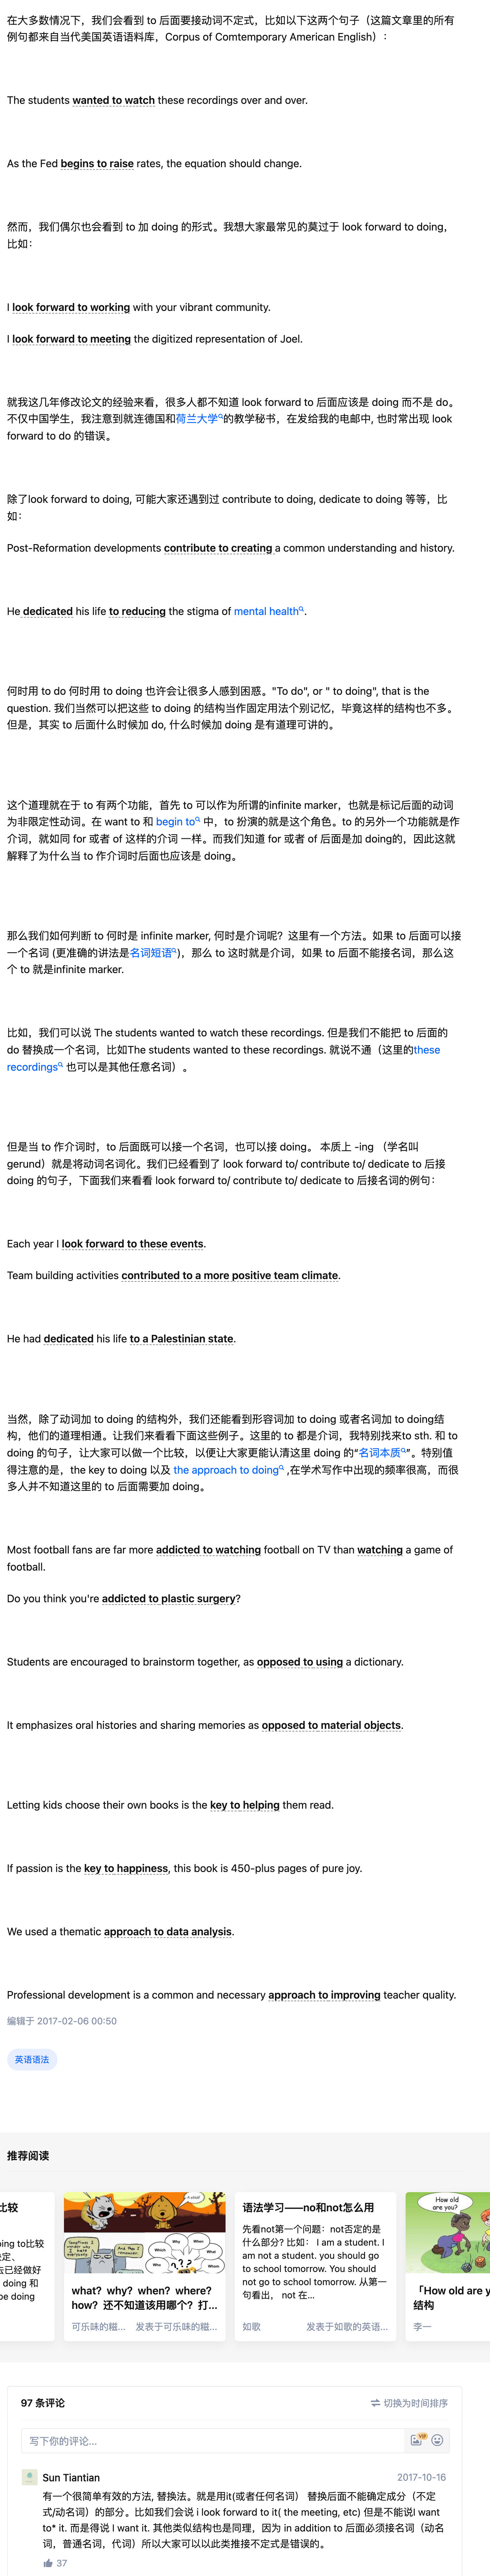 在大多数情况下，我们会看到 to 后面要接动词不定式，比如以下这两个句子（这篇文章里的所有
例句都来自当代美国英语语料库，Corpus of Comtemporary American English）：
The students wanted to watch these recordings over and over.
As the Fed begins to raise rates, the equation should change.
然而，我们偶尔也会看到 to 加 doing 的形式。我想大家最常见的莫过于 look forward to doing，
比如：
I look forward to working with your vibrant community.
I look forward to meeting the digitized representation of Joel.
就我这几年修改论文的经验来看，很多人都不知道 look forward to 后面应该是 doing 而不是 do。
不仅中国学生，我注意到就连德国和荷兰大学的教学秘书，在发给我的电邮中, 也时常出现 look
forward to do 的错误。
除了look forward to doing, 可能大家还遇到过 contribute to doing, dedicate to doing 等等，比
如：
Post-Reformation developments contribute to creating a common understanding and history.
He dedicated his life to reducing the stigma of mental health.
何时用 to do 何时用 to doing 也许会让很多人感到困惑。"To do", or " to doing", that is the
question. 我们当然可以把这些 to doing 的结构当作固定用法个别记忆，毕竟这样的结构也不多。
但是，其实 to 后面什么时候加 do, 什么时候加 doing 是有道理可讲的。
这个道理就在于 to 有两个功能，首先 to 可以作为所谓的infinite marker，也就是标记后面的动词
为非限定性动词。在 want to 和 begin to 中，to 扮演的就是这个角色。to 的另外一个功能就是作
介词，就如同 for 或者 of 这样的介词 一样。而我们知道 for 或者 of 后面是加 doing的，因此这就
解释了为什么当 to 作介词时后面也应该是 doing。
那么我们如何判断 to 何时是 infinite marker, 何时是介词呢？这里有一个方法。如果 to 后面可以接
一个名词 (更准确的讲法是名词短语)，那么 to 这时就是介词，如果 to 后面不能接名词，那么这
个 to 就是infinite marker.
比如，我们可以说 The students wanted to watch these recordings. 但是我们不能把 to 后面的
do 替换成一个名词，比如The students wanted to these recordings. 就说不通（这里的these
recordings 也可以是其他任意名词）。
但是当 to 作介词时，to 后面既可以接一个名词，也可以接 doing。 本质上 -ing （学名叫
gerund）就是将动词名词化。我们已经看到了 look forward to/ contribute to/ dedicate to 后接
doing 的句子，下面我们来看看 look forward to/ contribute to/ dedicate to 后接名词的例句：
Each year I look forward to these events.
Team building activities contributed to a more positive team climate.
He had dedicated his life to a Palestinian state.
当然，除了动词加 to doing 的结构外，我们还能看到形容词加 to doing 或者名词加 to doing结
构，他们的道理相通。让我们来看看下面这些例子。这里的 to 都是介词，我特别找来to sth. 和 to
doing 的句子，让大家可以做一个比较，以便让大家更能认清这里 doing 的“名词本质”。特别值
得注意的是，the key to doing 以及 the approach to doing ,在学术写作中出现的频率很高，而很
多人并不知道这里的 to 后面需要加 doing。
Most football fans are far more addicted to watching football on TV than watching a game of
football.
Do you think you're addicted to plastic surgery?
Students are encouraged to brainstorm together, as opposed to using a dictionary.
It emphasizes oral histories and sharing memories as opposed to material objects.
Letting kids choose their own books is the key to helping them read.
If passion is the key to happiness, this book is 450-plus pages of pure joy.
We used a thematic approach to data analysis.
Professional development is a common and necessary approach to improving teacher quality.
编辑于 2017-02-06 00:50
英语语法
推荐阅读
比较
ing to比较
定、
去已经做好
doing 和
be doing
what？why？when？where？
how？还不知道该用哪个？打...
可乐味的糍... 发表于可乐味的糍...
语法学习——no和not怎么用
先看not第一个问题：not否定的是
什么部分? 比如： I am a student. I
am not a student. you should go
to school tomorrow. You should
not go to school tomorrow. 从第一
句看出， not 在...
如歌 发表于如歌的英语...
How old
are you?
「How old are y
结构
李一
97 条评论
切换为时间排序
写下你的评论...
VIP
Sun Tiantian
2017-10-16
有一个很简单有效的方法, 替换法。就是用it(或者任何名词） 替换后面不能确定成分（不定
式/动名词）的部分。比如我们会说 i look forward to it( the meeting, etc) 但是不能说I want
to* it. 而是得说 I want it. 其他类似结构也是同理，因为 in addition to 后面必须接名词（动名
词，普通名词，代词）所以大家可以以此类推接不定式是错误的。
37